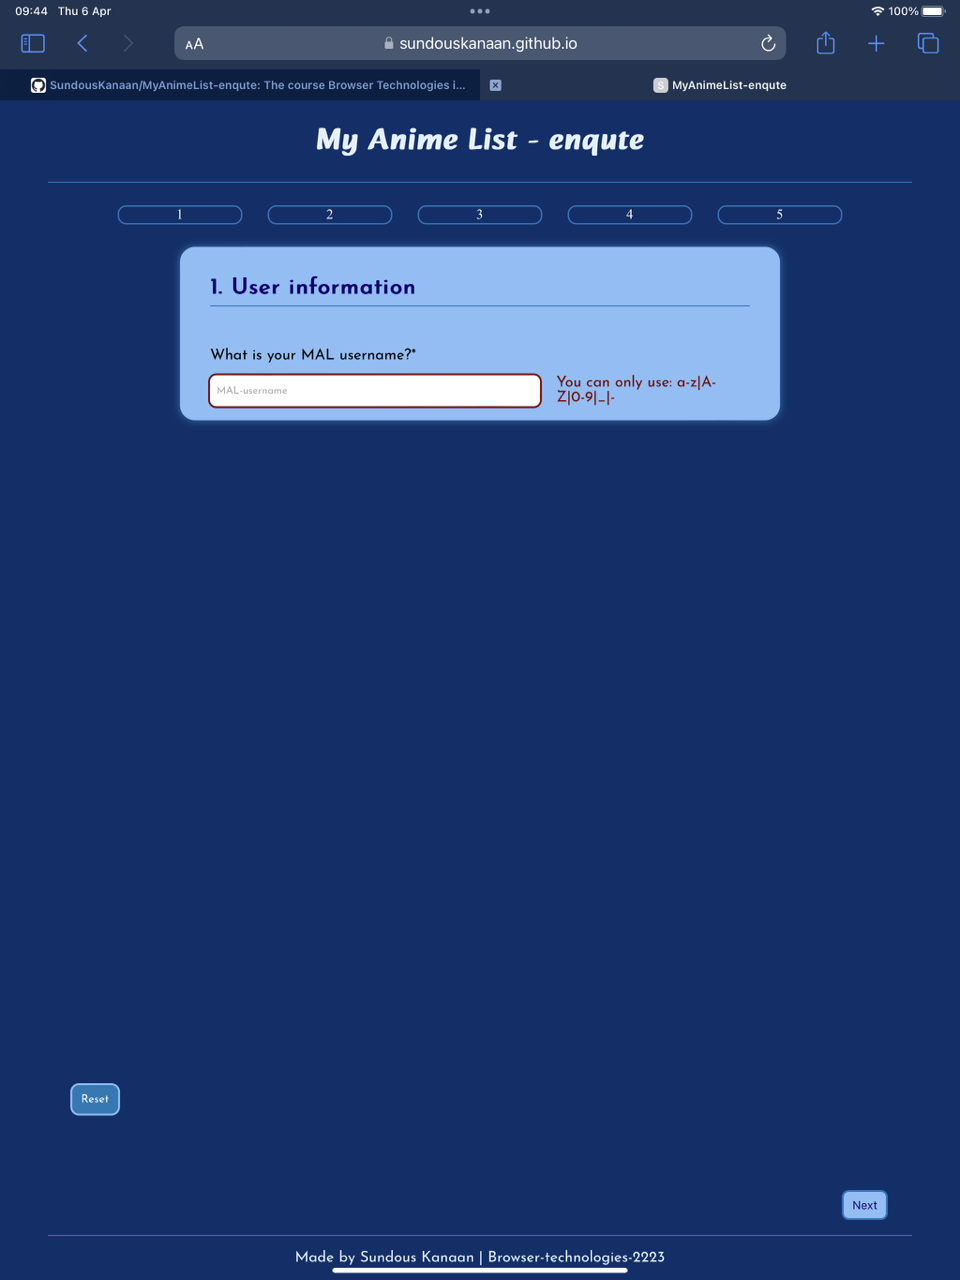 09:44 Thu 6 Apr
100%
AA
sundouskanaan.github.io
SundousKanaan/MyAnimeList-enqute: The course Browser Technologies i...
S MyAnimeList-enqute
My Anime List - enqute
1 2 3 4 5
1. User information
What is your MAL username?*
MAL-username
You can only use: a-z|A-
Z|0-9|_|-
Reset
Next
Made by Sundous Kanaan | Browser-technologies-2223